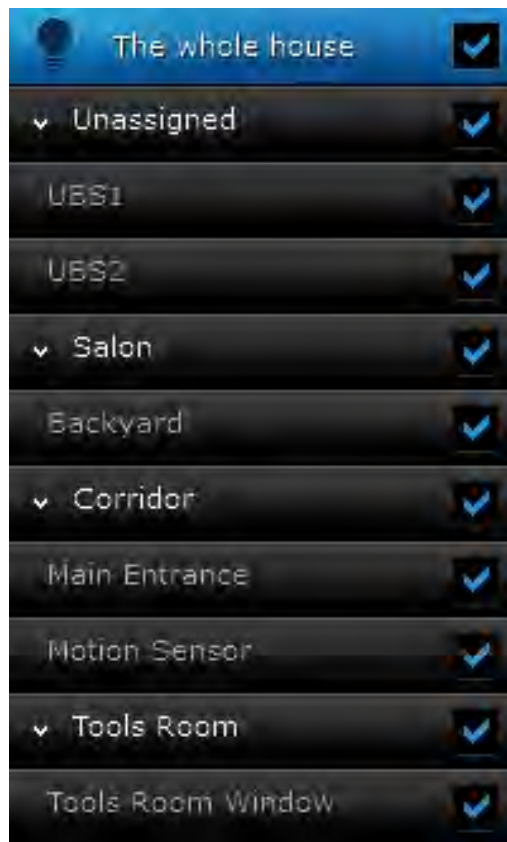 The whole house
Unassigned
UBS1
UBS2
Salon
Backyard
Corridor
Main Entrance
Motion Sensor
Tools Room
Tools Room Window